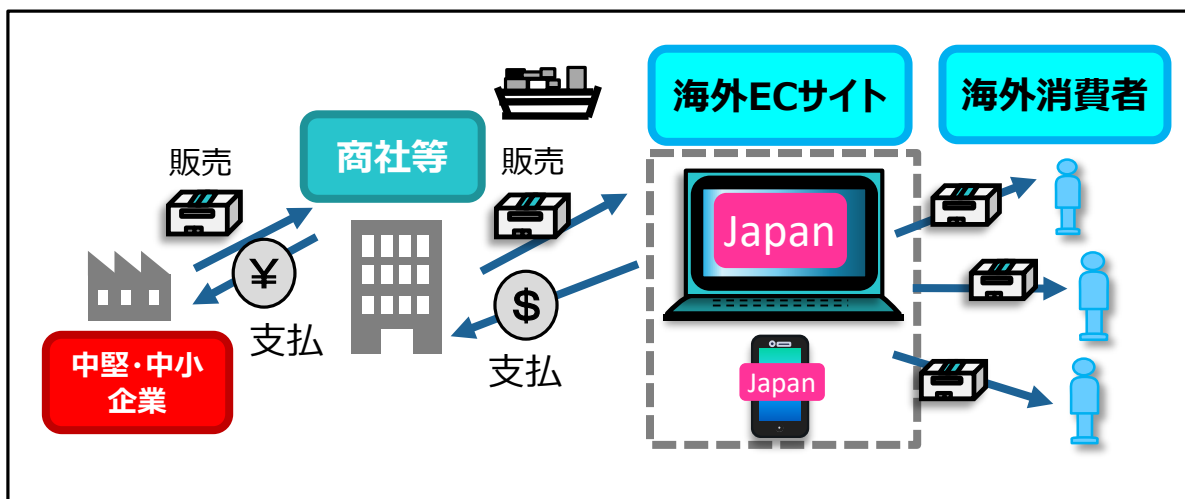 海外ECサイト
海外消費者
商社等
販売
販売
Japan
¥
$
支払
支払
中堅・中小
企業
Japan